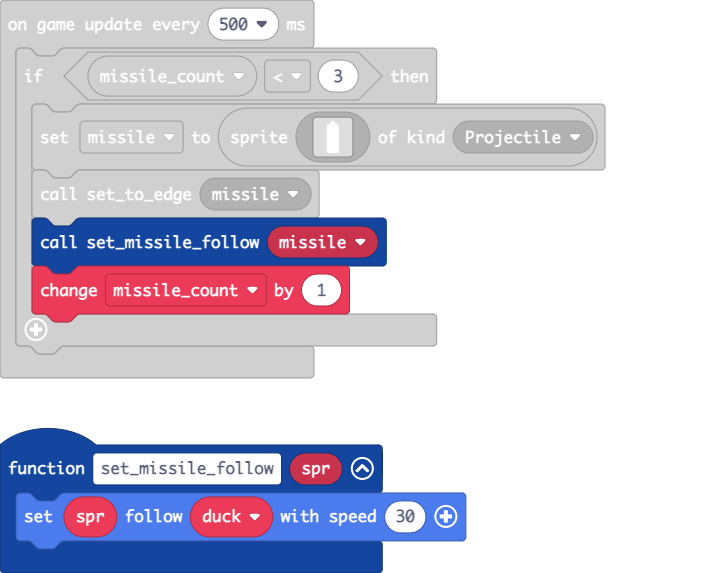 on game update every 500 ms
if missile_count < 3 then
set missile to sprite of kind Projectile
call set_to_edge missile
call set_missile_follow missile
change missile_count by 1
function set_missile_follow spr
set spr follow duck with speed 30